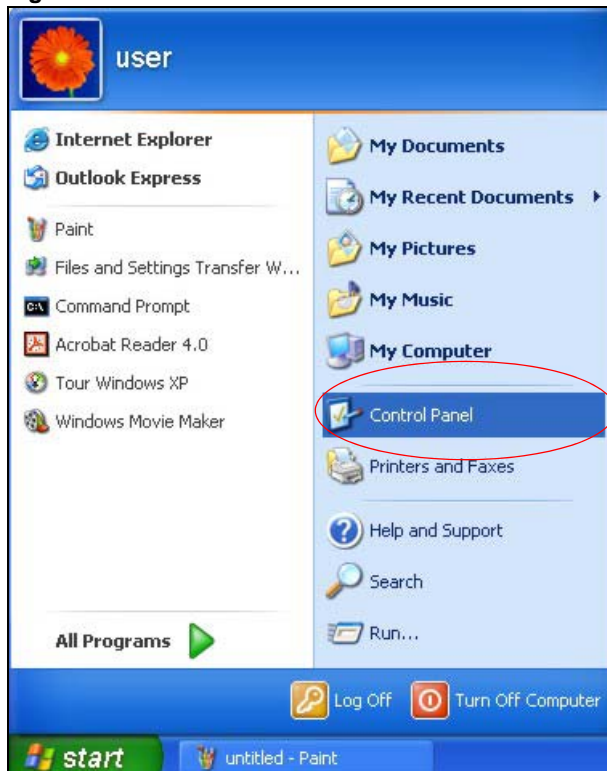 user
Internet Explorer
Outlook Express
Paint
Files and Settings Transfer W...
Command Prompt
Acrobat Reader 4.0
Tour Windows XP
Windows Movie Maker
All Programs
My Documents
My Recent Documents
My Pictures
My Music
My Computer
Control Panel
Printers and Faxes
Help and Support
Search
Run...
Log Off
Turn Off Computer
start
untitled - Paint